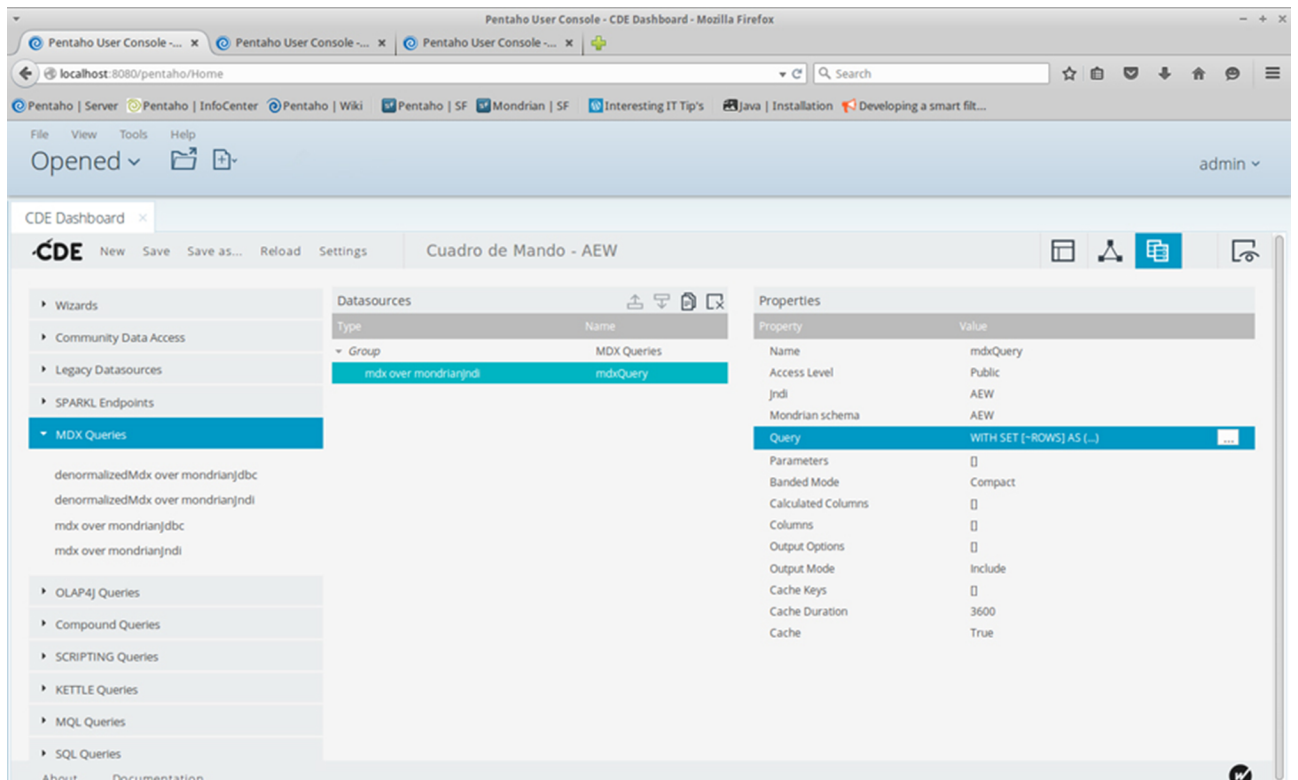 Pentaho User Console - CDE Dashboard - Mozilla Firefox
Pentaho User Console -... Pentaho User Console -... Pentaho User Console -...
localhost:8080/pentaho/Home Search
Pentaho | Server Pentaho | InfoCenter Pentaho | Wiki Pentaho | SF Mondrian | SF Interesting IT Tip's Java | Installation Developing a smart filt...
File View Tools Help
Opened admin
CDE Dashboard
CDE New Save Save as... Reload Settings Cuadro de Mando - AEW
Wizards
Community Data Access
Legacy Datasources
SPARKL Endpoints
MDX Queries
denormalizedMdx over mondrianJdbc
denormalizedMdx over mondrianJndi
mdx over mondrianJdbc
mdx over mondrianJndi
OLAP4J Queries
Compound Queries
SCRIPTING Queries
KETTLE Queries
MQL Queries
SQL Queries
Datasources
Type Name
Group MDX Queries
mdx over mondrianJndi mdxQuery
Properties
Property Value
Name mdxQuery
Access Level Public
Jndi AEW
Mondrian schema AEW
Query WITH SET [~ROWS] AS (...) ...
Parameters []
Banded Mode Compact
Calculated Columns []
Columns []
Output Options []
Output Mode Include
Cache Keys []
Cache Duration 3600
Cache True
About Documentation